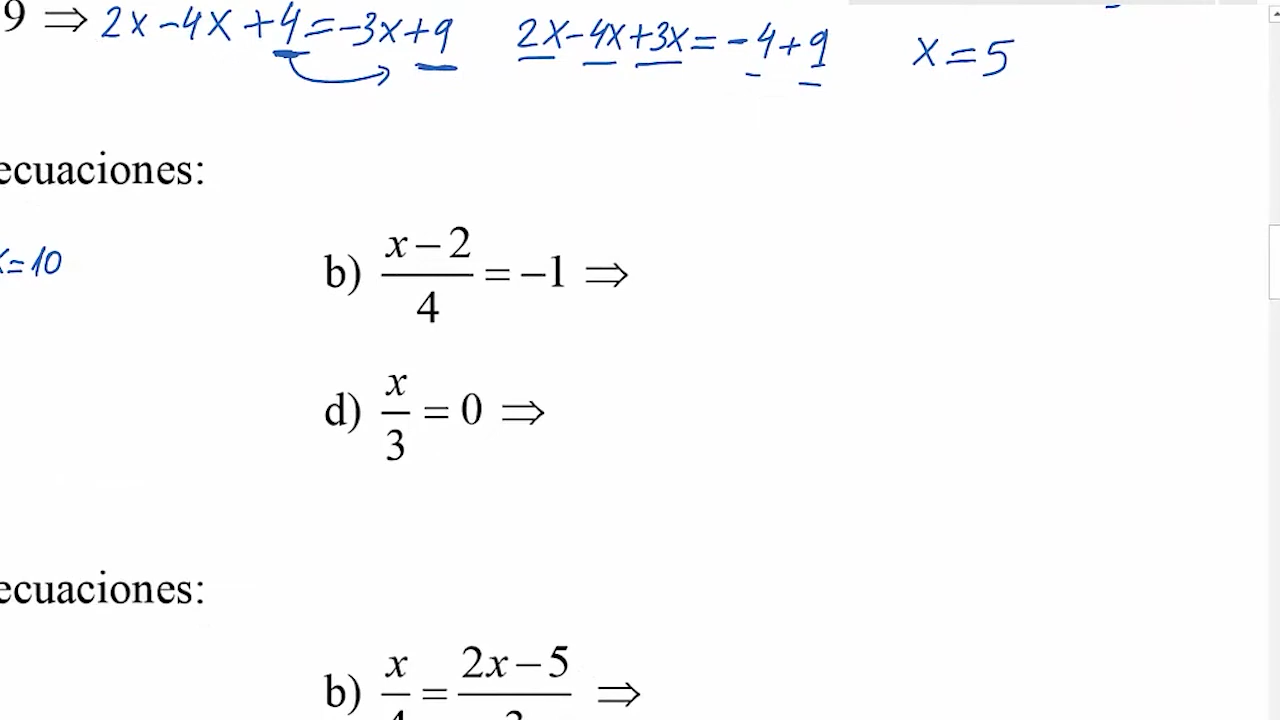 9 ⇒ 2x-4x+4=-3x+9 2x-4x+3x=-4+9 x=5
ecuaciones:
x=10
b) (x-2)/4 = -1 ⇒
d) x/3 = 0 ⇒
ecuaciones:
b) x/4 = (2x-5)/3 ⇒